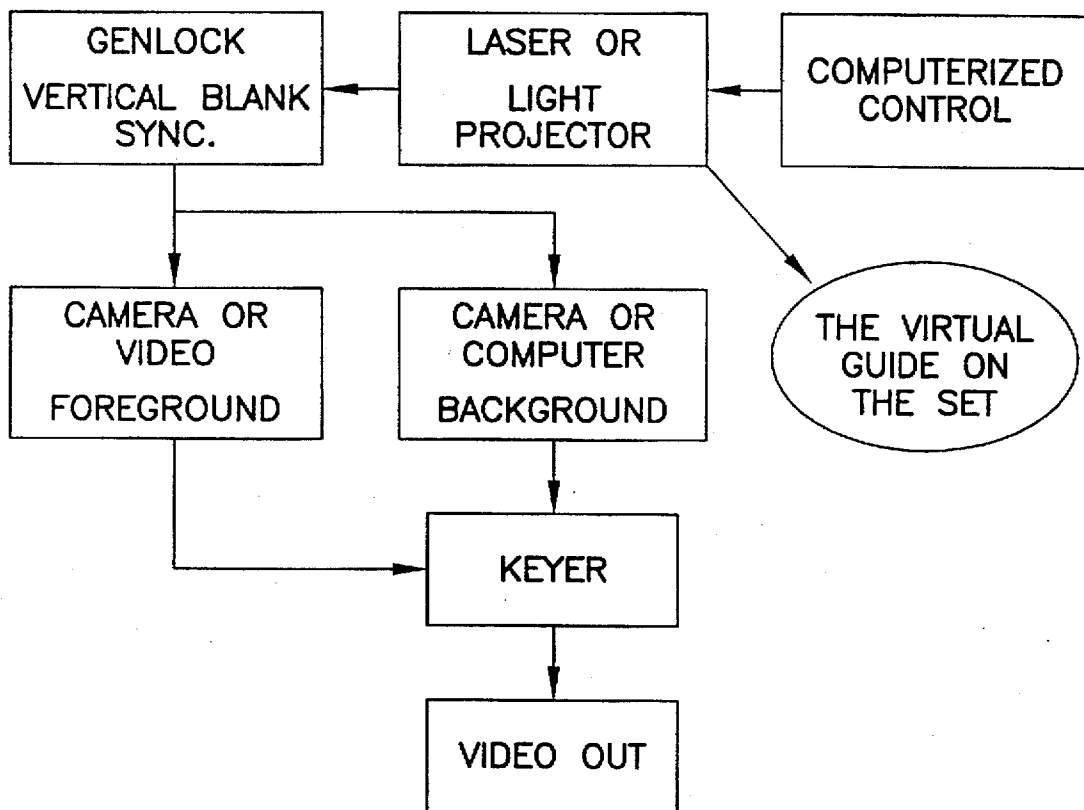 GENLOCK
VERTICAL BLANK
SYNC.
LASER OR
LIGHT
PROJECTOR
COMPUTERIZED
CONTROL
CAMERA OR
VIDEO
FOREGROUND
CAMERA OR
COMPUTER
BACKGROUND
THE VIRTUAL
GUIDE ON
THE SET
KEYER
VIDEO OUT